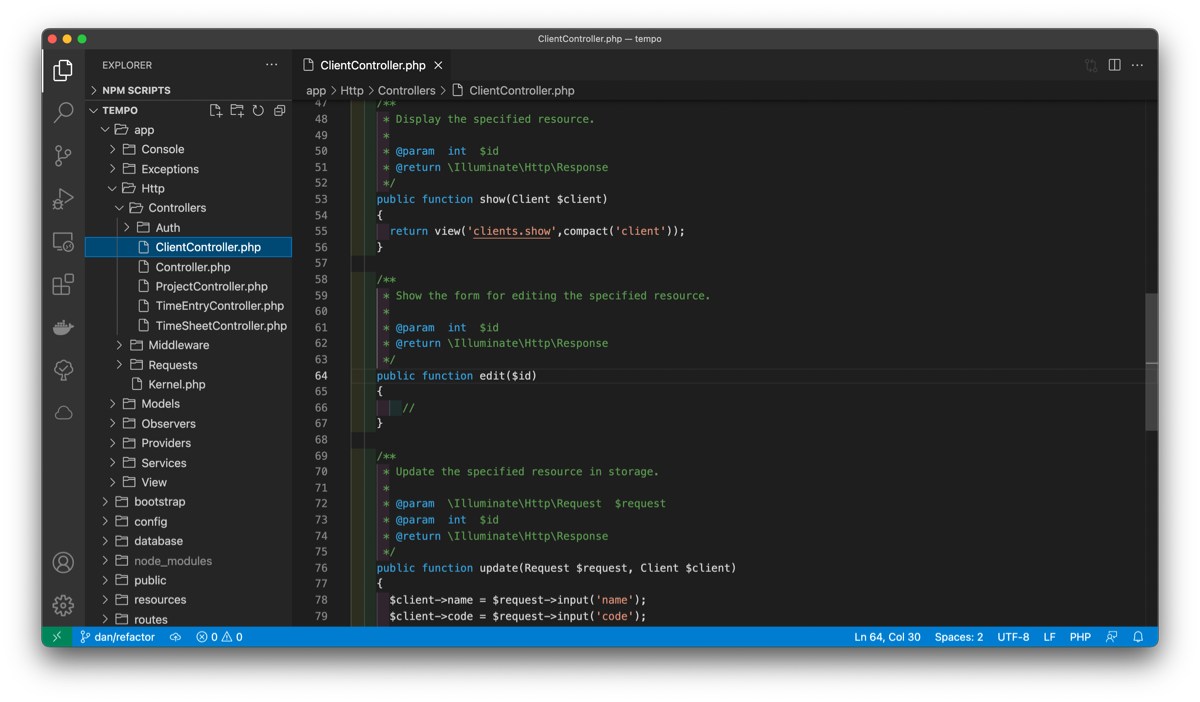 ClientController.php — tempo
EXPLORER
NPM SCRIPTS
TEMPO
app
Console
Exceptions
Http
Controllers
Auth
ClientController.php
Controller.php
ProjectController.php
TimeEntryController.php
TimeSheetController.php
Middleware
Requests
Kernel.php
Models
Observers
Providers
Services
View
bootstrap
config
database
node_modules
public
resources
routes
ClientController.php
app > Http > Controllers > ClientController.php
47 /**
48 * Display the specified resource.
49 *
50 * @param  int  $id
51 * @return \Illuminate\Http\Response
52 */
53 public function show(Client $client)
54 {
55 return view('clients.show',compact('client'));
56 }
57
58 /**
59 * Show the form for editing the specified resource.
60 *
61 * @param  int  $id
62 * @return \Illuminate\Http\Response
63 */
64 public function edit($id)
65 {
66 //
67 }
68
69 /**
70 * Update the specified resource in storage.
71 *
72 * @param  \Illuminate\Http\Request  $request
73 * @param  int  $id
74 * @return \Illuminate\Http\Response
75 */
76 public function update(Request $request, Client $client)
77 {
78 $client->name = $request->input('name');
79 $client->code = $request->input('code');
dan/refactor 0 0 Ln 64, Col 30 Spaces: 2 UTF-8 LF PHP